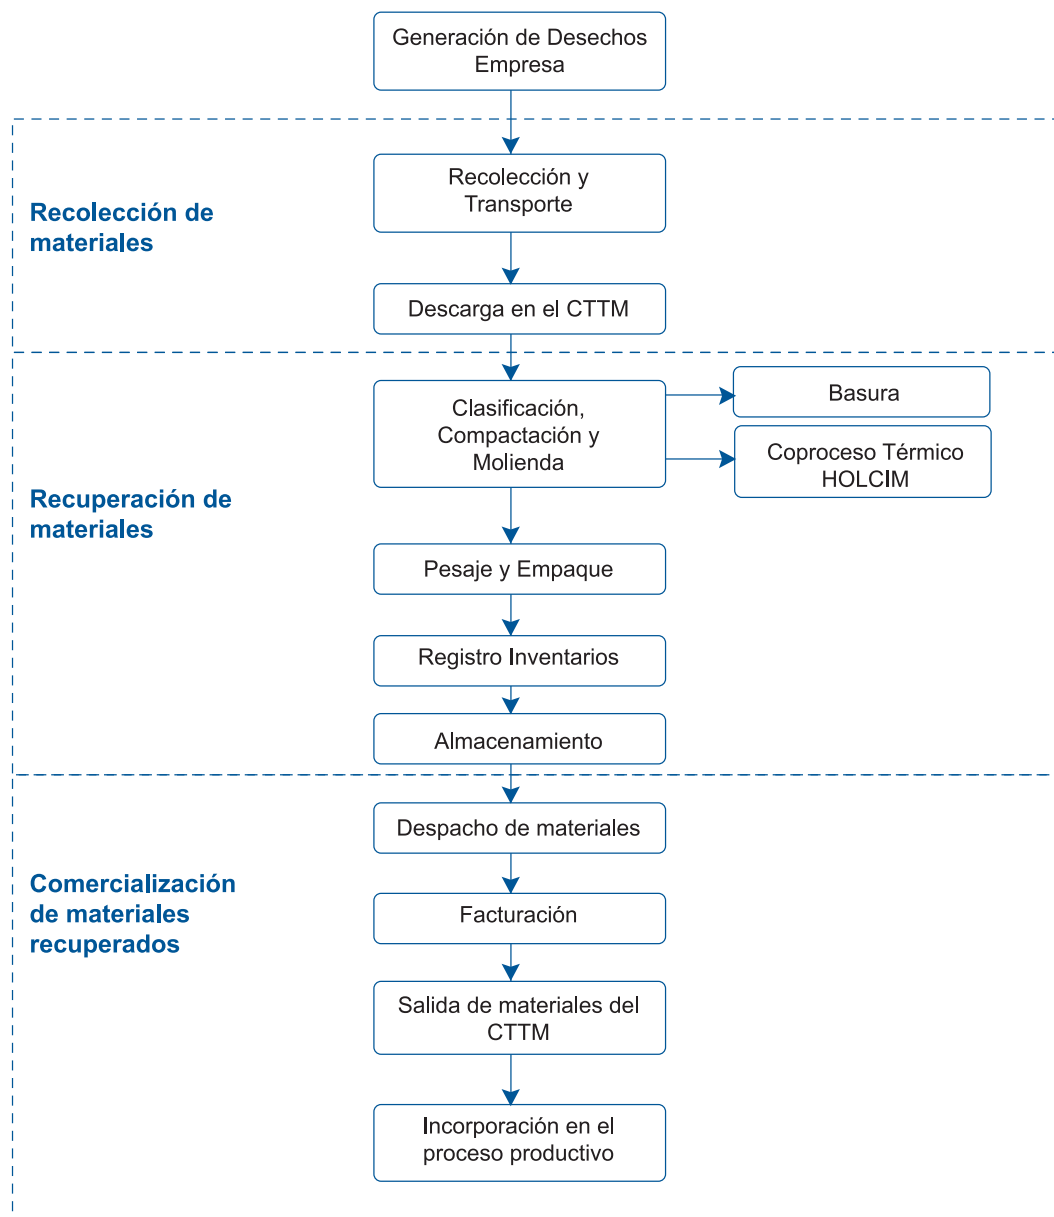 Generación de Desechos
Empresa
Recolección de
materiales
Recolección y
Transporte
Descarga en el CTTM
Recuperación de
materiales
Clasificación,
Compactación y
Molienda
Basura
Coproceso Térmico
HOLCIM
Pesaje y Empaque
Registro Inventarios
Almacenamiento
Comercialización
de materiales
recuperados
Despacho de materiales
Facturación
Salida de materiales del
CTTM
Incorporación en el
proceso productivo